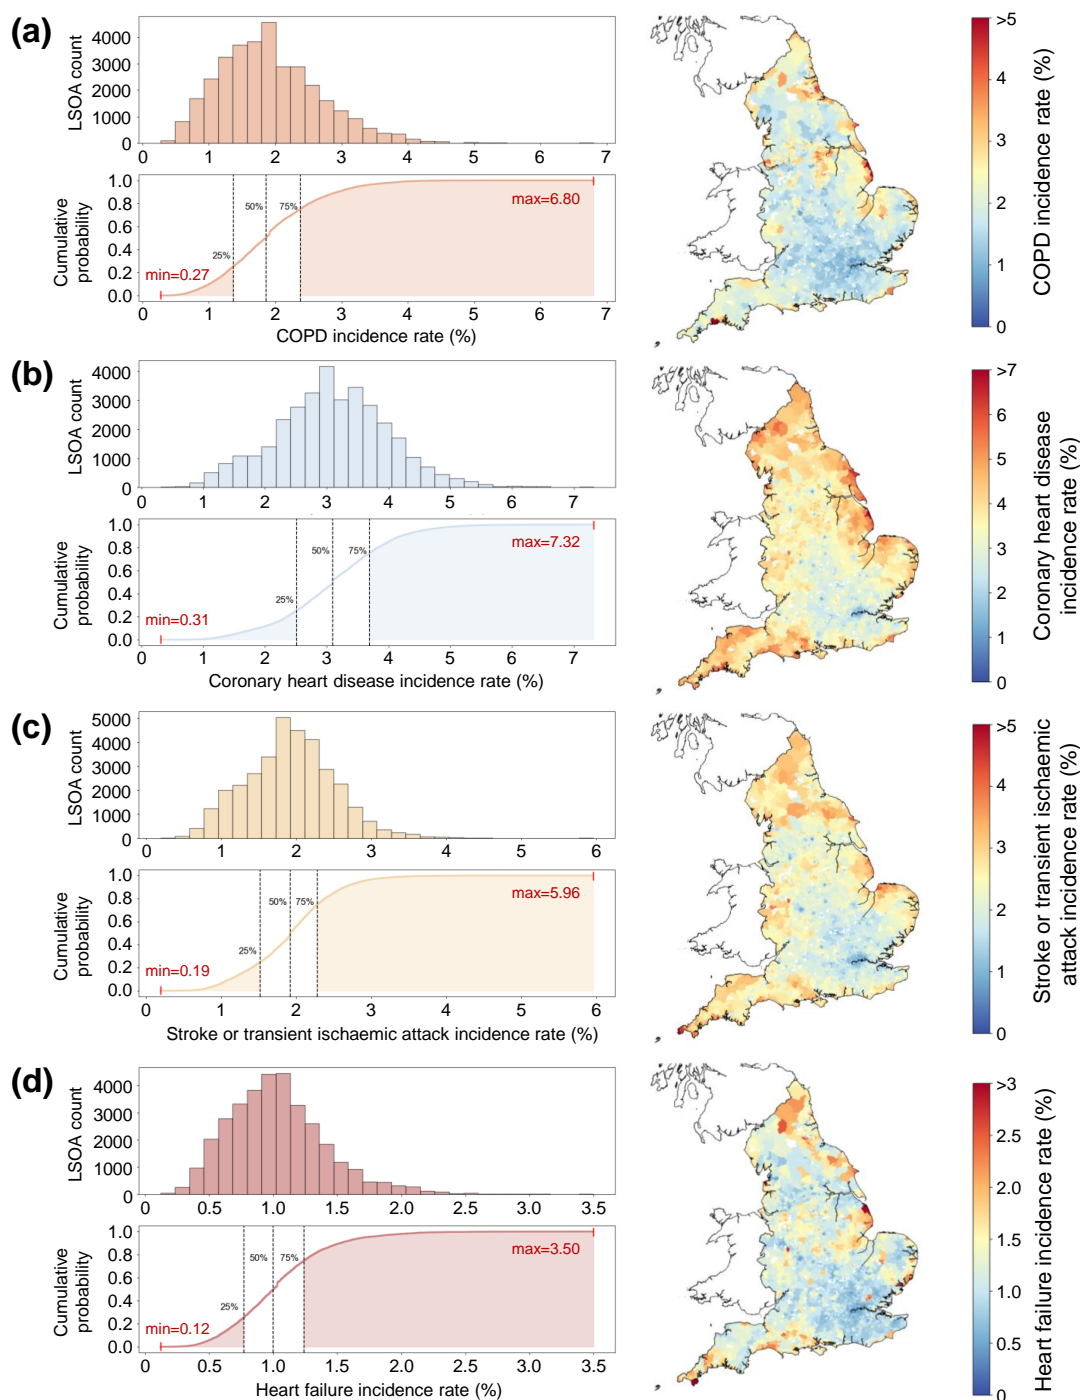 (a)
LSOA count
4000
3000
2000
1000
0
0 1 2 3 4 5 6 7
Cumulative
probability
1.0
0.8
0.6
0.4
0.2
0.0
25%
50%
75%
min=0.27
max=6.80
0 1 2 3 4 5 6 7
COPD incidence rate (%)
>5
4
3
2
1
0
COPD incidence rate (%)
(b)
LSOA count
4000
3000
2000
1000
0
0 1 2 3 4 5 6 7
Cumulative
probability
1.0
0.8
0.6
0.4
0.2
0.0
25%
50%
75%
min=0.31
max=7.32
0 1 2 3 4 5 6 7
Coronary heart disease incidence rate (%)
>7
6
5
4
3
2
1
0
Coronary heart disease
incidence rate (%)
(c)
LSOA count
5000
4000
3000
2000
1000
0
0 1 2 3 4 5 6
Cumulative
probability
1.0
0.8
0.6
0.4
0.2
0.0
25%
50%
75%
min=0.19
max=5.96
0 1 2 3 4 5 6
Stroke or transient ischaemic attack incidence rate (%)
>5
4
3
2
1
0
Stroke or transient ischaemic
attack incidence rate (%)
(d)
LSOA count
4000
3000
2000
1000
0
0 0.5 1.0 1.5 2.0 2.5 3.0 3.5
Cumulative
probability
1.0
0.8
0.6
0.4
0.2
0.0
25%
50%
75%
min=0.12
max=3.50
0 0.5 1.0 1.5 2.0 2.5 3.0 3.5
Heart failure incidence rate (%)
>3
2.5
2.0
1.5
1.0
0.5
0
Heart failure incidence rate (%)